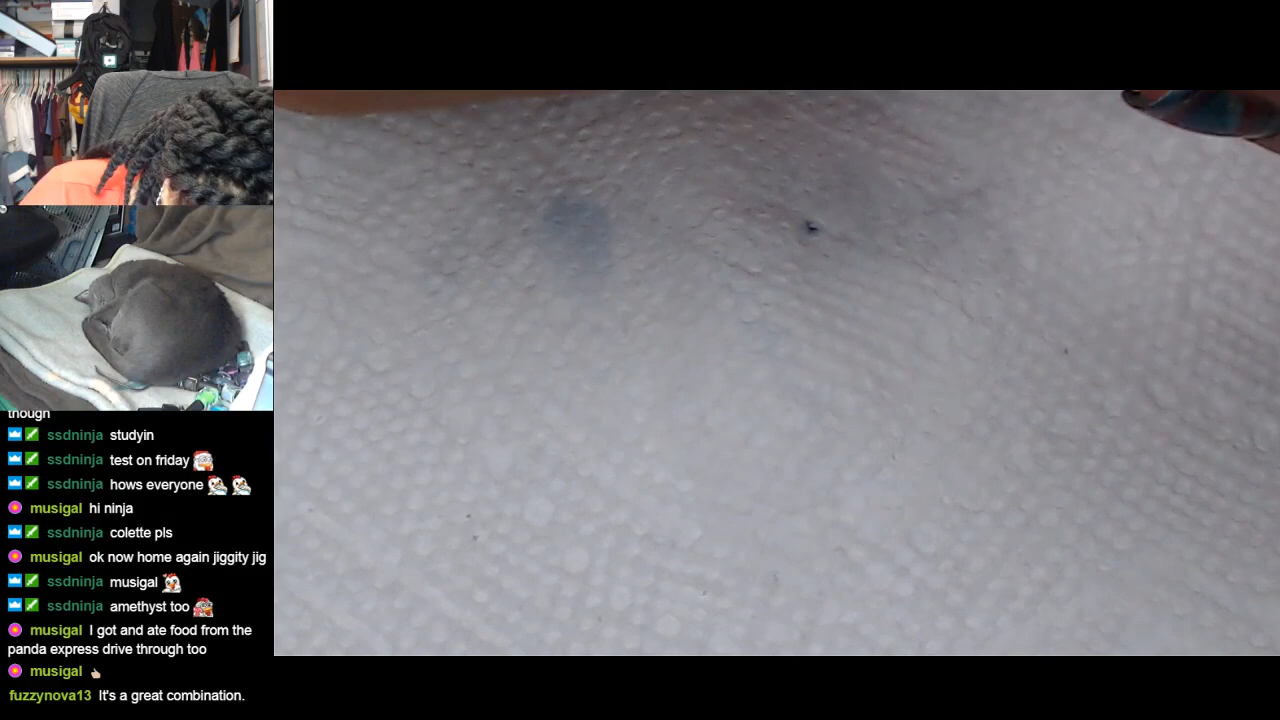 though
ssdninja studyin
ssdninja test on friday
ssdninja hows everyone
musigal hi ninja
ssdninja colette pls
musigal ok now home again jiggity jig
ssdninja musigal
ssdninja amethyst too
musigal I got and ate food from the
panda express drive through too
musigal
fuzzynova13 It's a great combination.